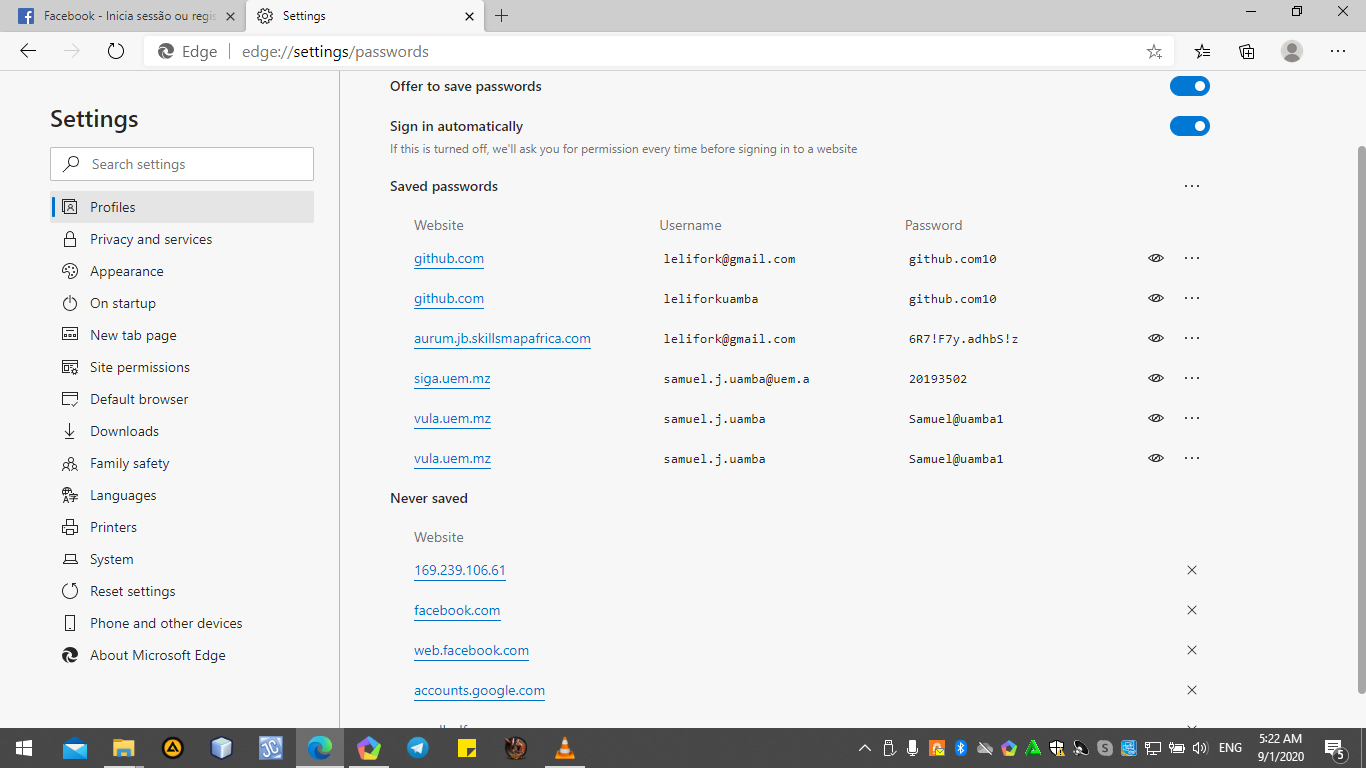 Facebook - Inicia sessão ou regis
Settings
Edge
edge://settings/passwords
Settings
Search settings
Profiles
Privacy and services
Appearance
On startup
New tab page
Site permissions
Default browser
Downloads
Family safety
Languages
Printers
System
Reset settings
Phone and other devices
About Microsoft Edge
Offer to save passwords
Sign in automatically
If this is turned off, we'll ask you for permission every time before signing in to a website
Saved passwords
Website Username Password
github.com lelifork@gmail.com github.com10
github.com leliforkuamba github.com10
aurum.jb.skillsmapafrica.com lelifork@gmail.com 6R7!F7y.adhbS!z
siga.uem.mz samuel.j.uamba@uem.a 20193502
vula.uem.mz samuel.j.uamba Samuel@uamba1
vula.uem.mz samuel.j.uamba Samuel@uamba1
Never saved
Website
169.239.106.61
facebook.com
web.facebook.com
accounts.google.com
ENG
5:22 AM
9/1/2020
5